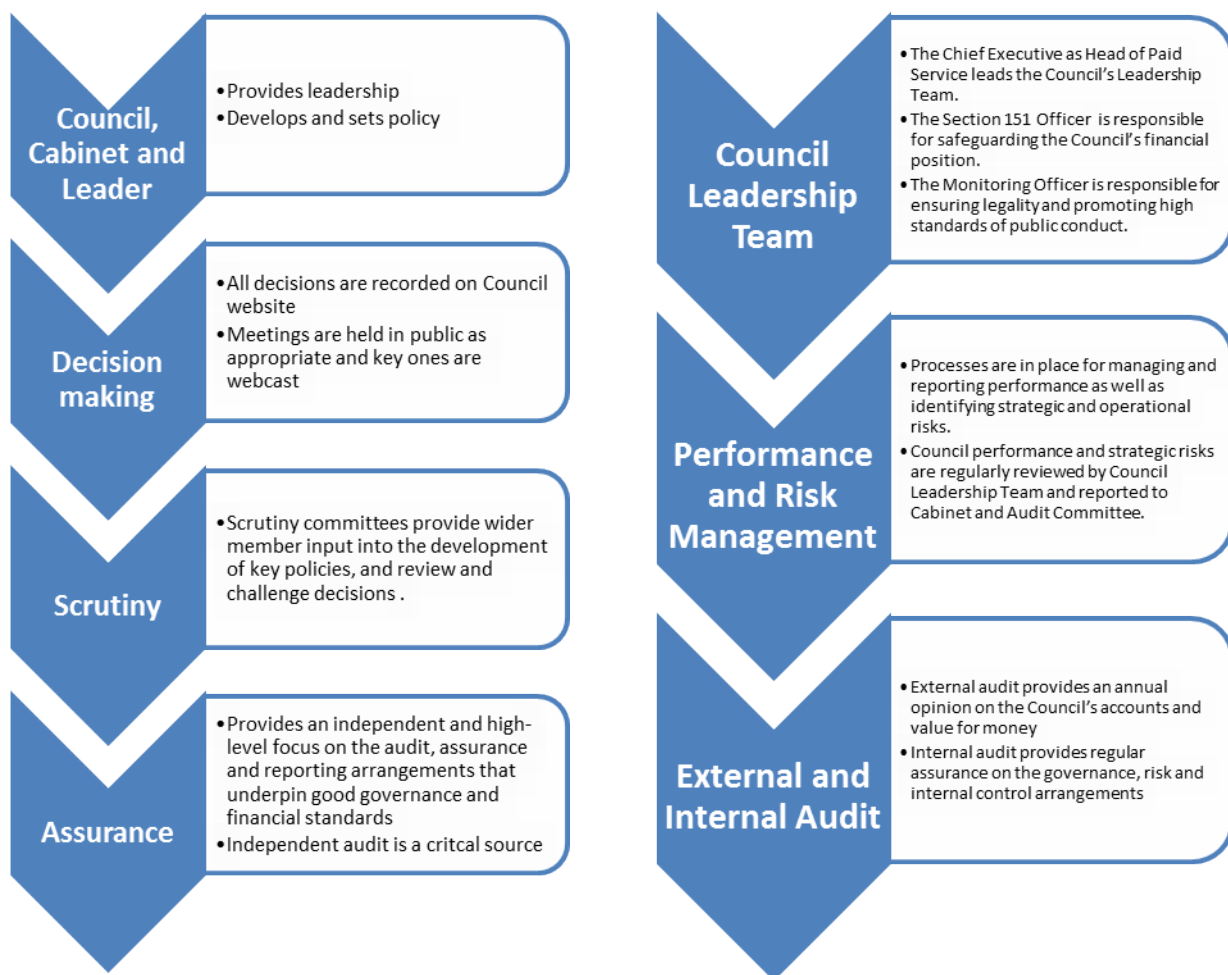 Council,
Cabinet and
Leader
•Provides leadership
•Develops and sets policy
Decision
making
•All decisions are recorded on Council
website
•Meetings are held in public as
appropriate and key ones are
webcast
Scrutiny
•Scrutiny committees provide wider
member input into the development
of key policies, and review and
challenge decisions .
Assurance
•Provides an independent and high-
level focus on the audit, assurance
and reporting arrangements that
underpin good governance and
financial standards
•Independent audit is a critcal source
Council
Leadership
Team
•The Chief Executive as Head of Paid
Service leads the Council’s Leadership
Team.
•The Section 151 Officer is responsible
for safeguarding the Council’s financial
position.
•The Monitoring Officer is responsible for
ensuring legality and promoting high
standards of public conduct.
Performance
and Risk
Management
•Processes are in place for managing and
reporting performance as well as
identifying strategic and operational
risks.
•Council performance and strategic risks
are regularly reviewed by Council
Leadership Team and reported to
Cabinet and Audit Committee.
External and
Internal Audit
•External audit provides an annual
opinion on the Council’s accounts and
value for money
•Internal audit provides regular
assurance on the governance, risk and
internal control arrangements